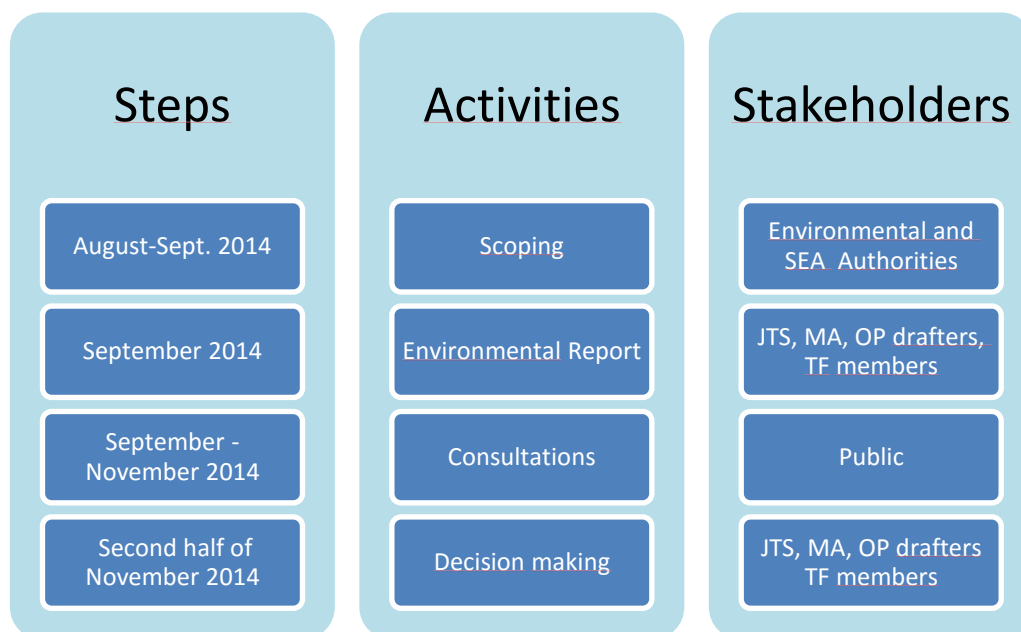 Steps
August-Sept. 2014
September 2014
September -
November 2014
Second half of
November 2014
Activities
Scoping
Environmental Report
Consultations
Decision making
Stakeholders
Environmental and
SEA Authorities
JTS, MA, OP drafters,
TF members
Public
JTS, MA, OP drafters
TF members